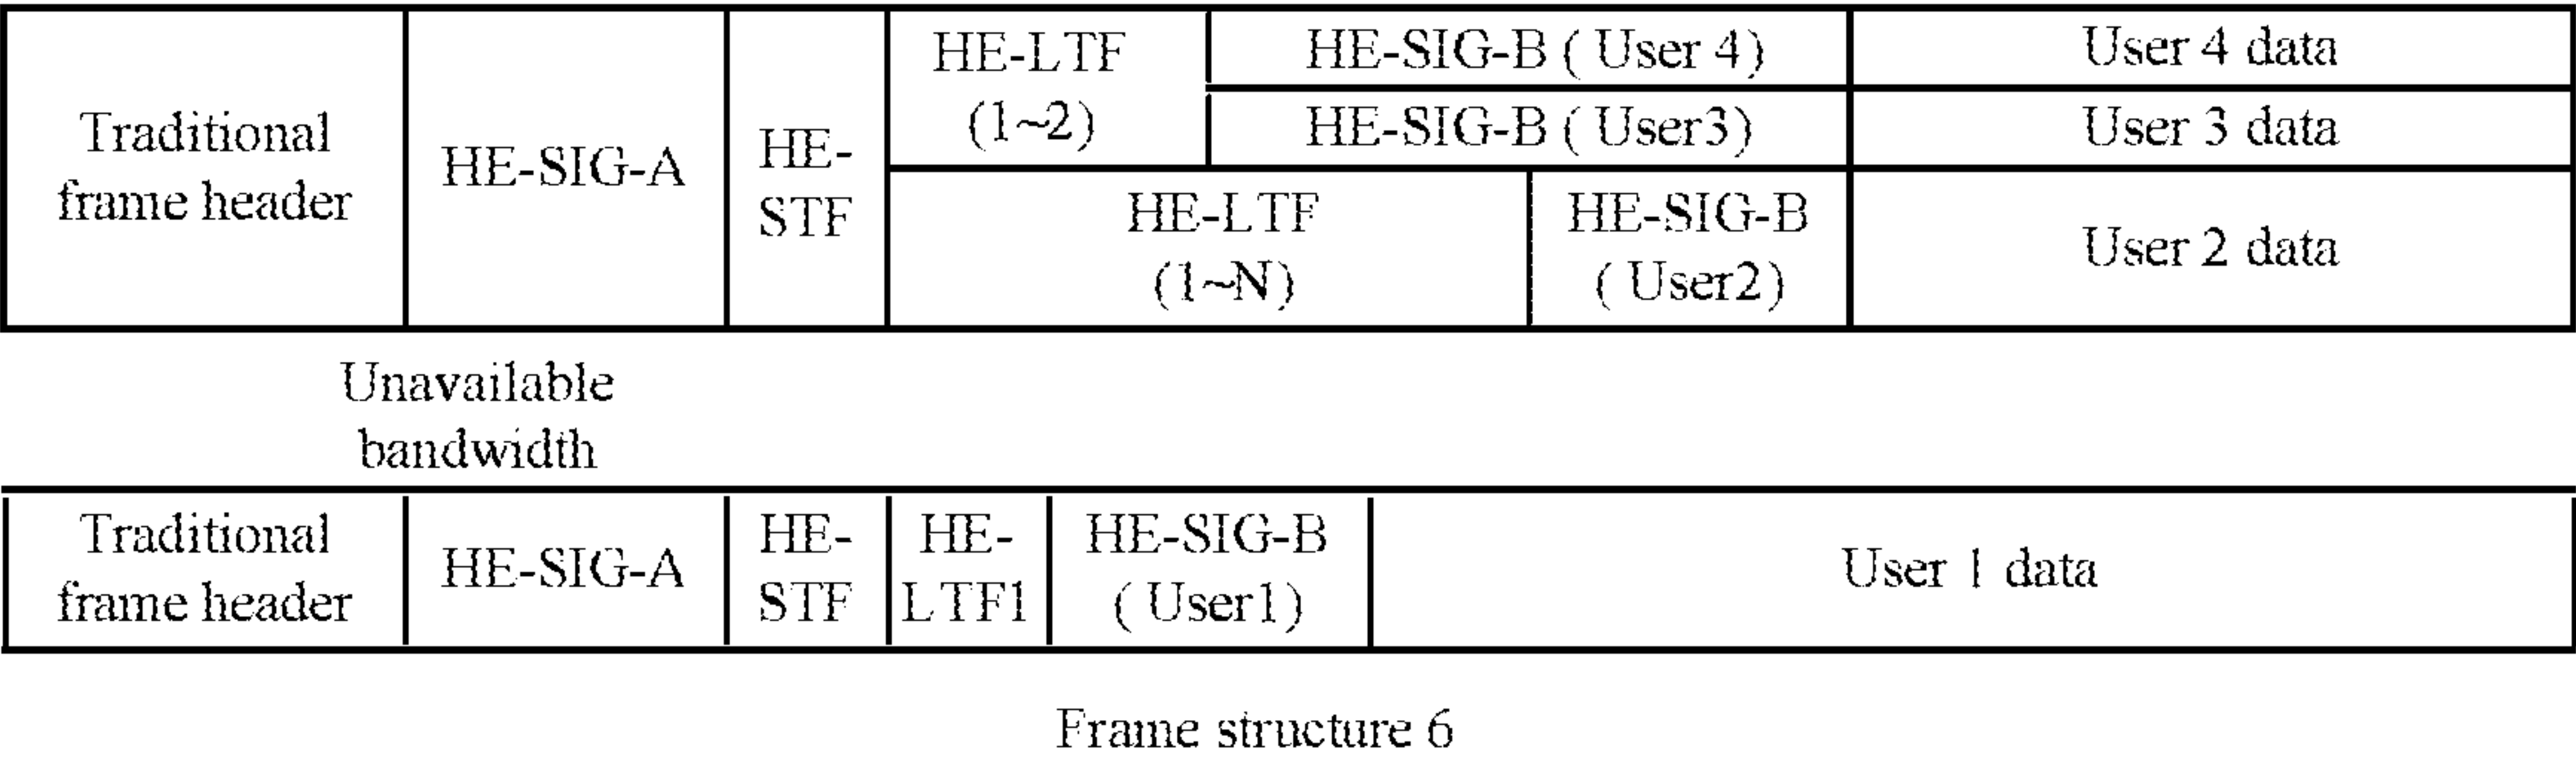 Traditional
frame header
HE-SIG-A
HE-
STF
HE-LTF
(1~2)
HE-SIG-B ( User 4)
User 4 data
HE-SIG-B ( User3)
User 3 data
HE-LTF
(1~N)
HE-SIG-B
( User2)
User 2 data
Unavailable
bandwidth
Traditional
frame header
HE-SIG-A
HE-
STF
HE-
LTF1
HE-SIG-B
( User1)
User 1 data
Frame structure 6